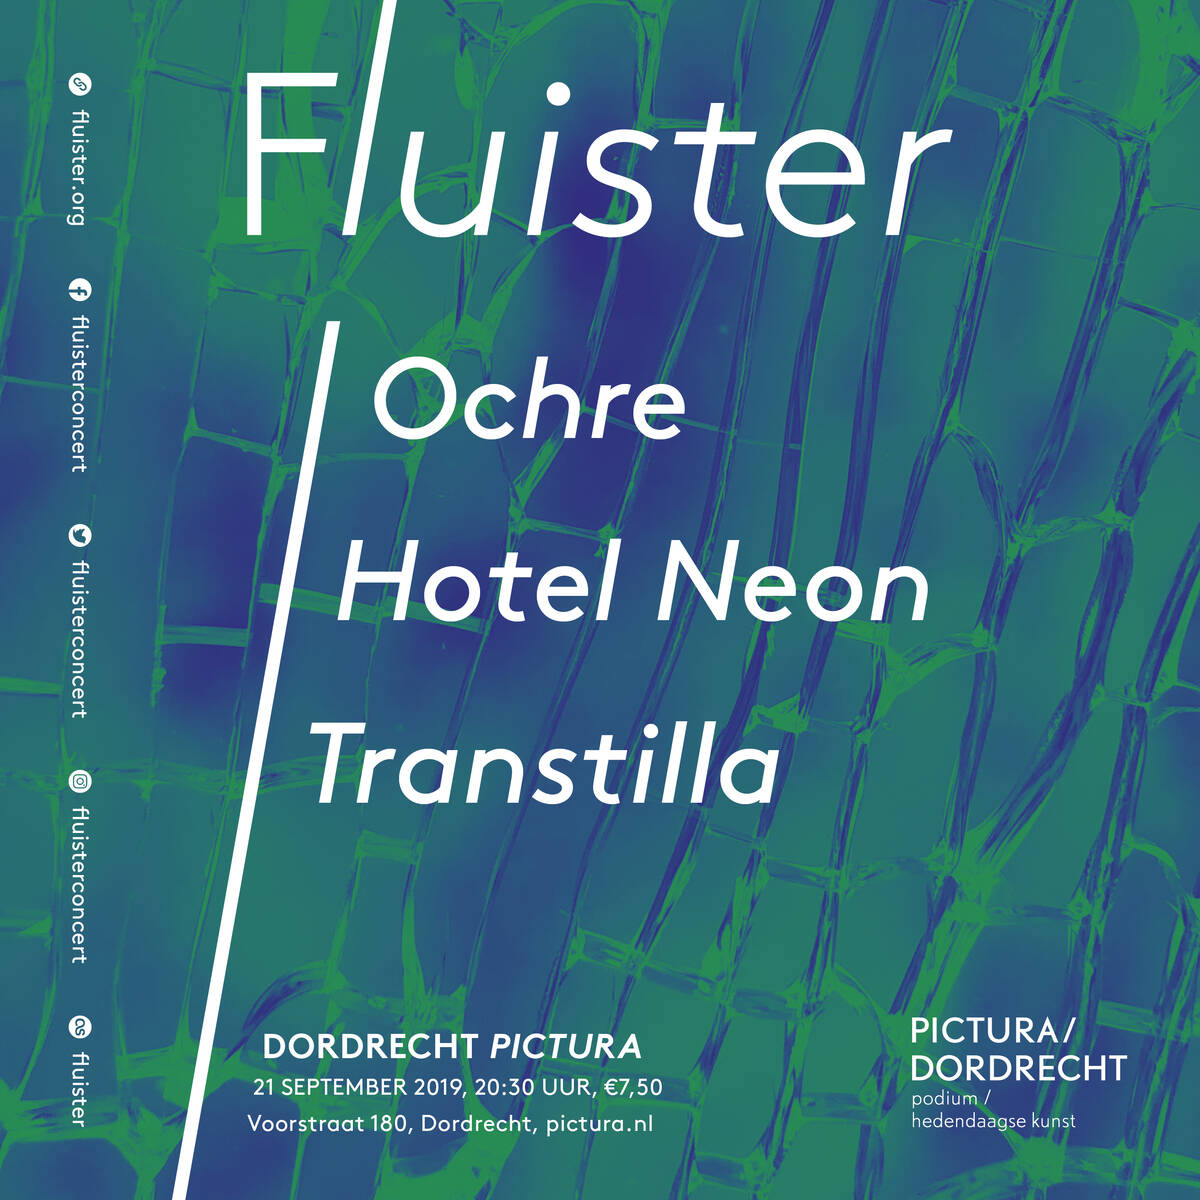 Fluister
Ochre
Hotel Neon
Transtilla
fluister.org
fluisterconcert
fluisterconcert
fluisterconcert
fluister
DORDRECHT PICTURA
21 SEPTEMBER 2019, 20:30 UUR, €7,50
Voorstraat 180, Dordrecht, pictura.nl
PICTURA/
DORDRECHT
podium /
hedendaagse kunst